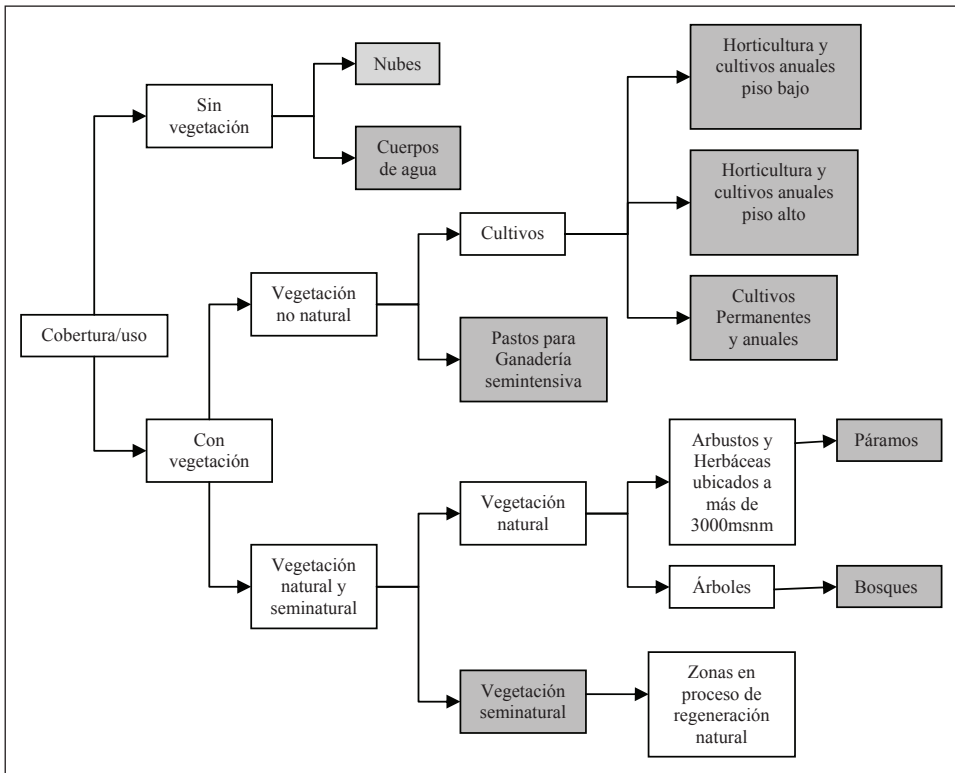 Nubes
Sin
vegetación
Cuerpos
de agua
Horticultura y
cultivos anuales
piso bajo
Horticultura y
cultivos anuales
piso alto
Cultivos
Cultivos
Permanentes
y anuales
Vegetación
no natural
Pastos para
Ganadería
semintensiva
Cobertura/uso
Con
vegetación
Arbustos y
Herbáceas
ubicados a
más de
3000msnm
Páramos
Vegetación
natural
Árboles
Bosques
Vegetación
natural y
seminatural
Vegetación
seminatural
Zonas en
proceso de
regeneración
natural